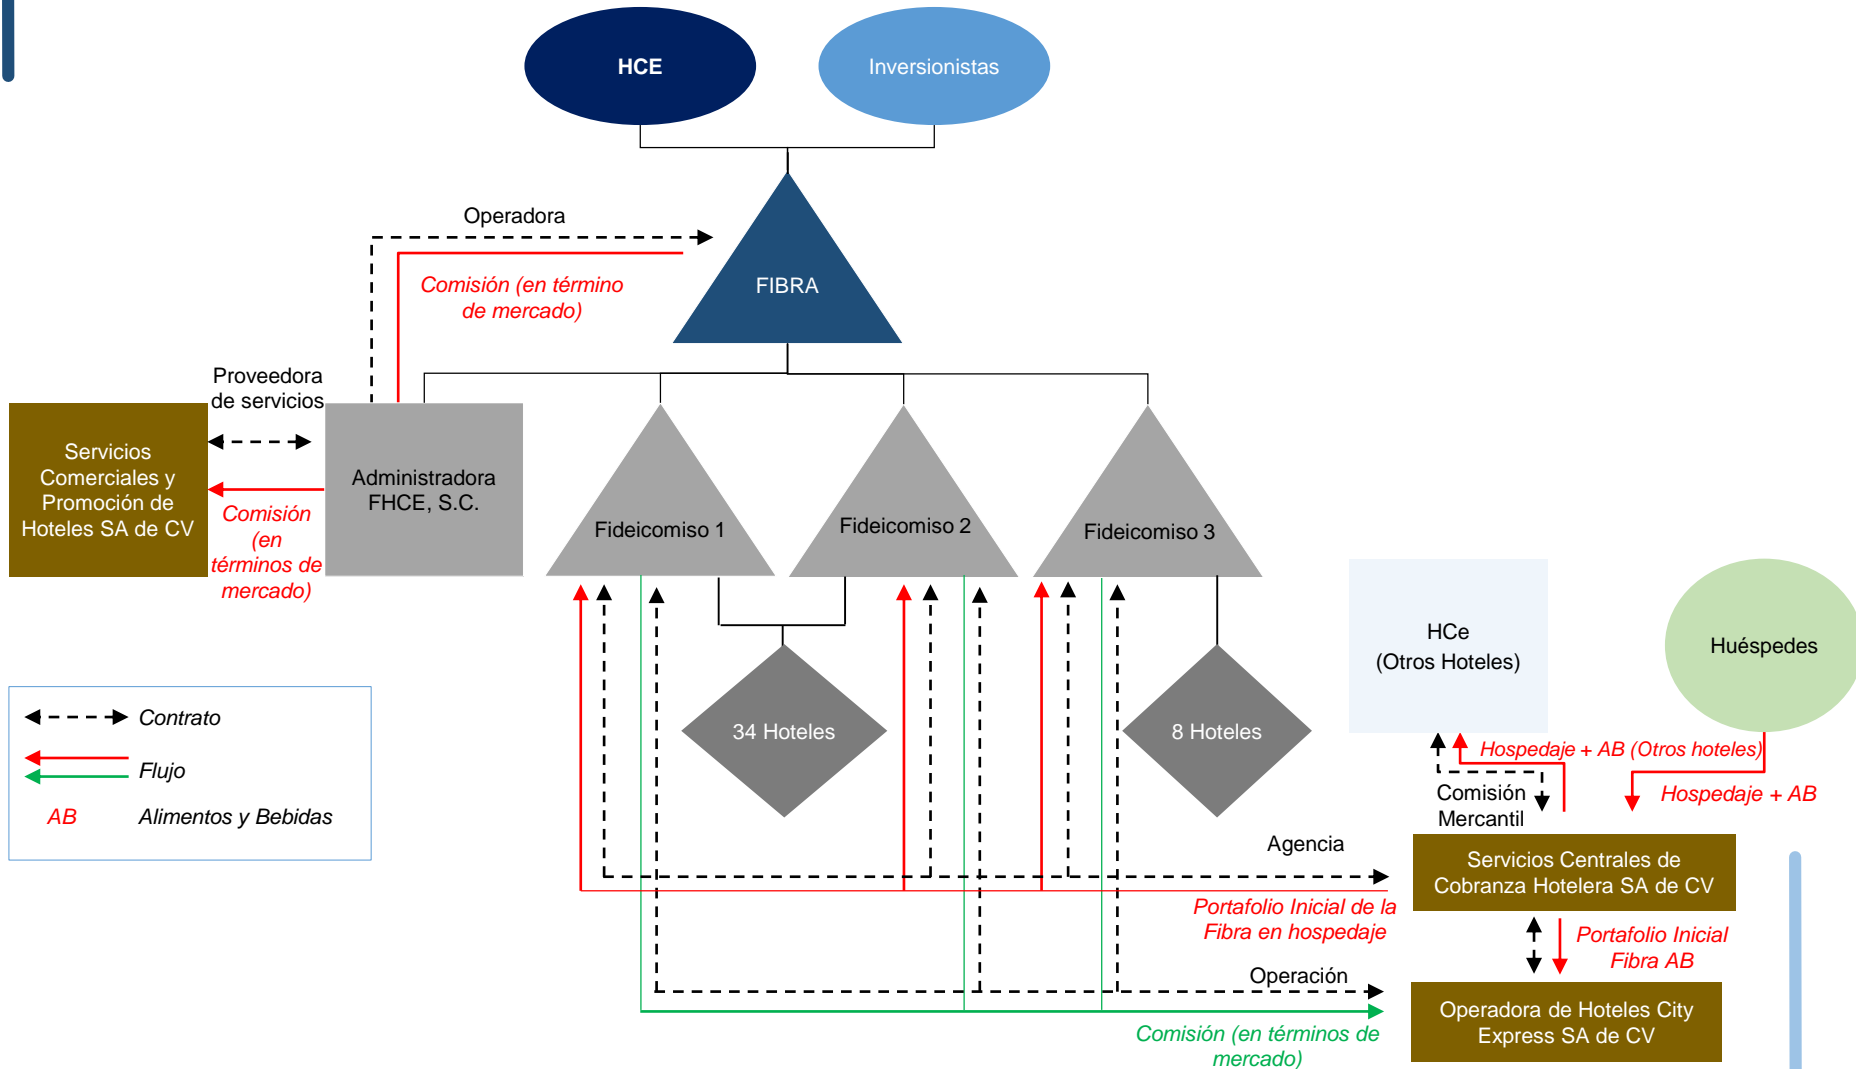 HCE
Inversionistas
Operadora
Comisión (en término
de mercado)
FIBRA
Proveedora
de servicios
Servicios
Comerciales y
Promoción de
Hoteles SA de CV
Comisión
(en
términos de
mercado)
Administradora
FHCE, S.C.
Fideicomiso 1
Fideicomiso 2
Fideicomiso 3
HCe
(Otros Hoteles)
Huéspedes
34 Hoteles
8 Hoteles
Contrato
Flujo
AB Alimentos y Bebidas
Hospedaje + AB (Otros hoteles)
Hospedaje + AB
Comisión
Mercantil
Agencia
Servicios Centrales de
Cobranza Hotelera SA de CV
Portafolio Inicial de la
Fibra en hospedaje
Portafolio Inicial
Fibra AB
Operación
Operadora de Hoteles City
Express SA de CV
Comisión (en términos de
mercado)